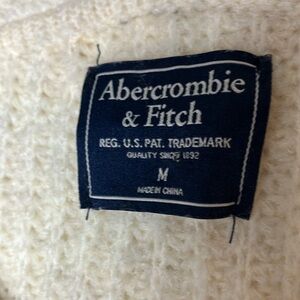 Abercrombie
& Fitch
REG. U.S. PAT. TRADEMARK
QUALITY SINCE 1892
M
MADE IN CHINA